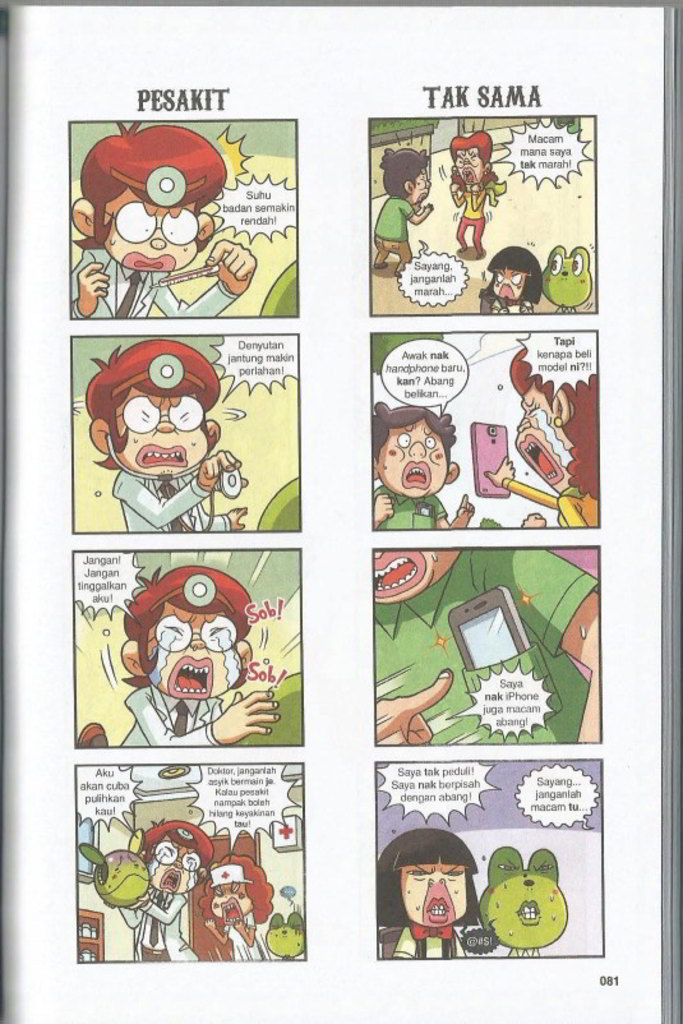 PESAKIT
Suhu
badan semakin
rendah!
Denyutan
jantung makin
perlahan!
Jangan!
Jangan
tinggalkan
aku!
Sob!
Sob!
Aku
akan cuba
pulihkan
kau!
Doktor, janganlah
asyik bermain je.
Kalau pesakit
nampak boleh
hilang keyakinan
tau!
TAK SAMA
Macam
mana saya
tak marah!
Sayang,
janganlah
marah...
Awak nak
handphone baru,
kan? Abang
belikan...
Tapi
kenapa beli
model ni?!!
Saya
nak iPhone
juga macam
abang!
Saya tak peduli!
Saya nak berpisah
dengan abang!
Sayang...
janganlah
macam tu...
@#$!
081